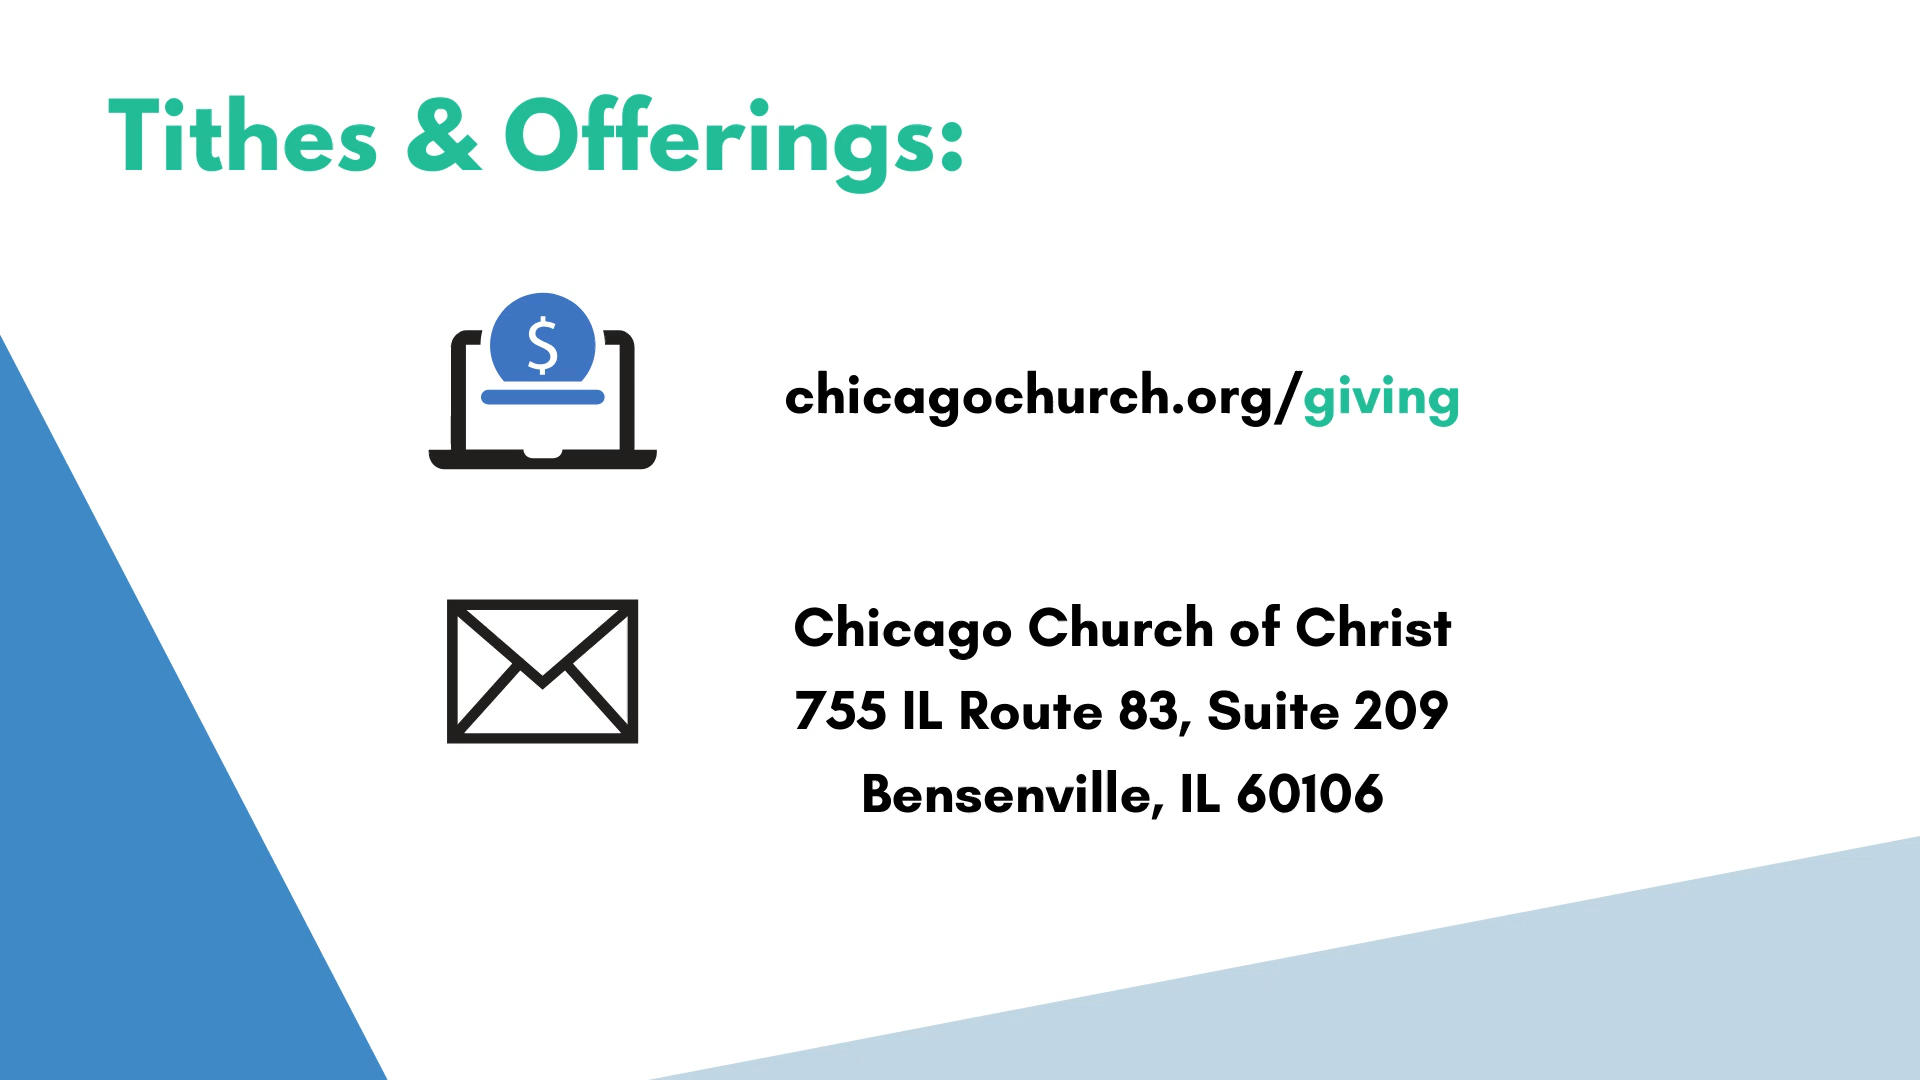 Tithes & Offerings:
$
chicagochurch.org/giving
Chicago Church of Christ
755 IL Route 83, Suite 209
Bensenville, IL 60106